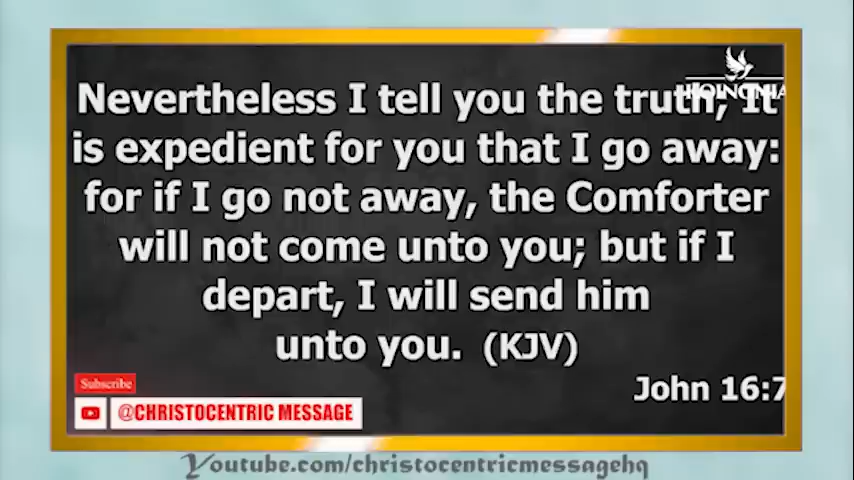 KOINONIA
Nevertheless I tell you the truth; It
is expedient for you that I go away:
for if I go not away, the Comforter
will not come unto you; but if I
depart, I will send him
unto you. (KJV)
John 16:7
Subscribe
@CHRISTOCENTRIC MESSAGE
Youtube.com/christocentricmessagehq